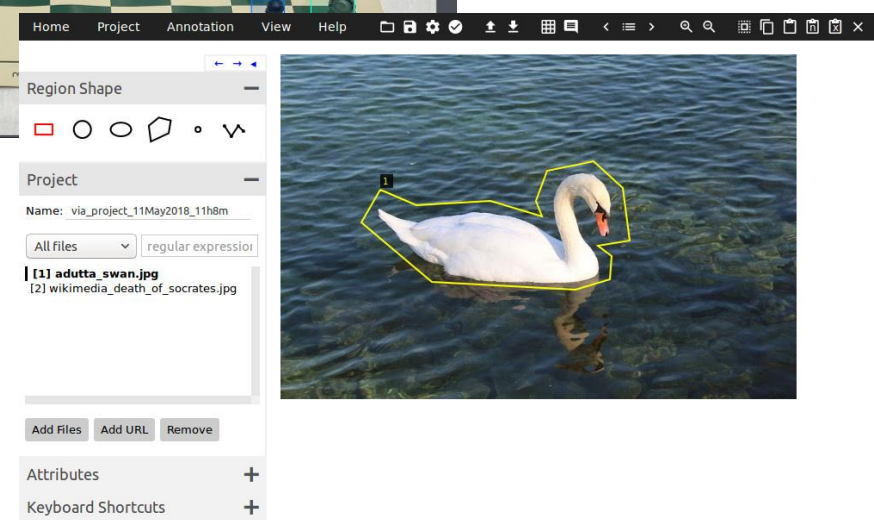 Home Project Annotation View Help
Region Shape
Project
Name: via_project_11May2018_11h8m
All files regular expression
[1] adutta_swan.jpg
[2] wikimedia_death_of_socrates.jpg
Add Files Add URL Remove
Attributes
Keyboard Shortcuts
1